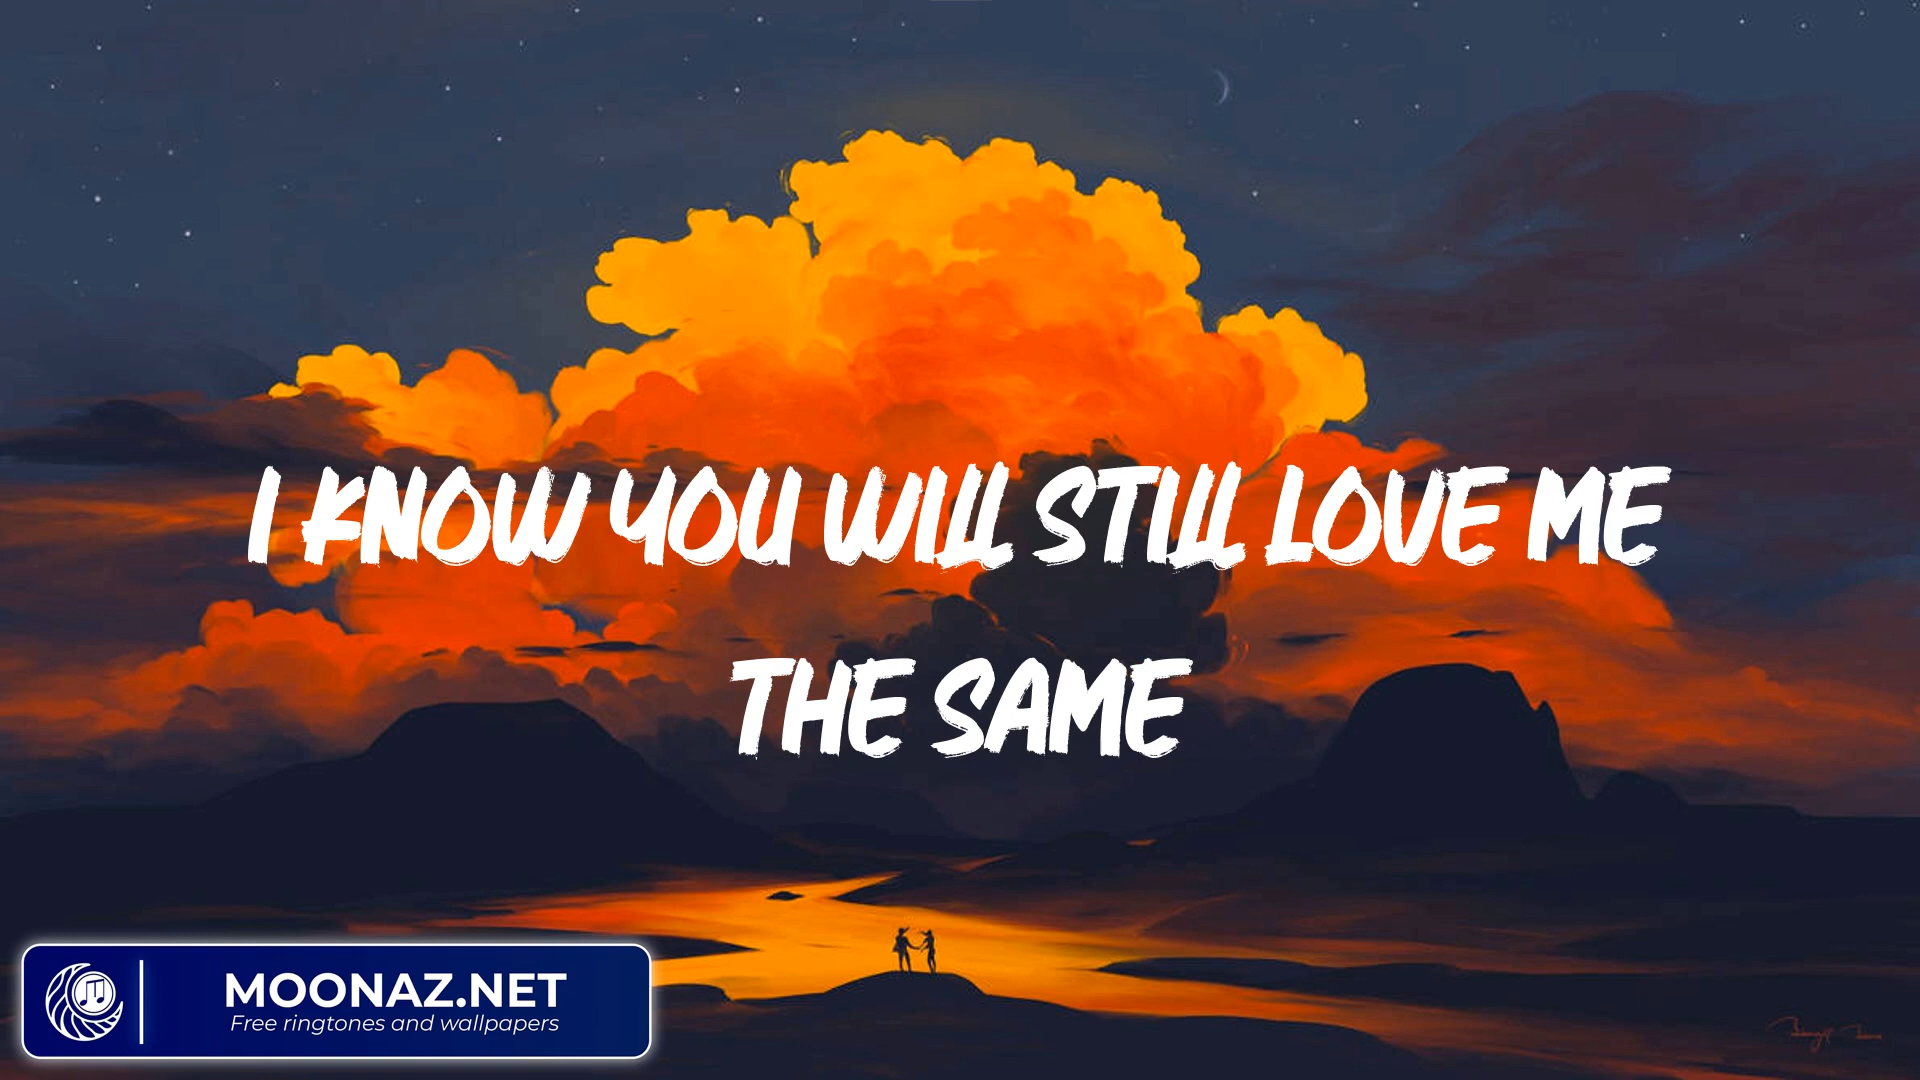 I KNOW YOU WILL STILL LOVE ME
THE SAME
MOONAZ.NET
Free ringtones and wallpapers